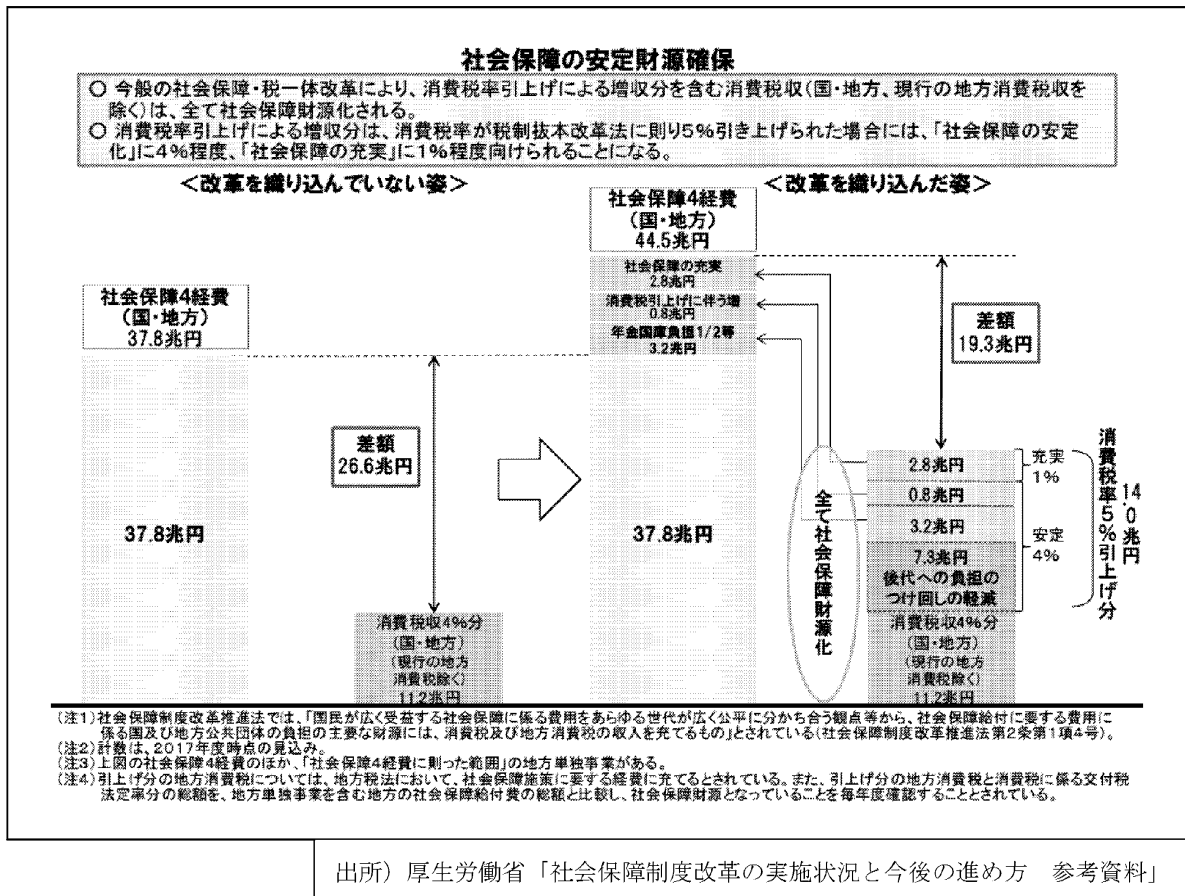 社会保障の安定財源確保
○ 今般の社会保障・税一体改革により、消費税率引上げによる増収分を含む消費税収(国・地方、現行の地方消費税収を
除く)は、全て社会保障財源化される。
○ 消費税率引上げによる増収分は、消費税率が税制抜本改革法に則り5%引き上げられた場合には、「社会保障の安定
化」に4%程度、「社会保障の充実」に1%程度向けられることになる。
<改革を織り込んでいない姿>
<改革を織り込んだ姿>
社会保障4経費
(国・地方)
37.8兆円
37.8兆円
差額
26.6兆円
消費税収4%分
(国・地方)
(現行の地方
消費税除く)
11.2兆円
社会保障4経費
(国・地方)
44.5兆円
社会保障の充実
2.8兆円
消費税引上げに伴う増
0.8兆円
年金国庫負担1/2等
3.2兆円
37.8兆円
全て社会保障財源化
差額
19.3兆円
2.8兆円
0.8兆円
3.2兆円
7.3兆円
後代への負担の
つけ回しの軽減
消費税収4%分
(国・地方)
(現行の地方
消費税除く)
11.2兆円
充実
1%
安定
4%
消費税率5%引上げ分
14.0兆円
(注1)社会保障制度改革推進法では、「国民が広く受益する社会保障に係る費用をあらゆる世代が広く公平に分かち合う観点等から、社会保障給付に要する費用に
係る国及び地方公共団体の負担の主要な財源には、消費税及び地方消費税の収入を充てるもの」とされている(社会保障制度改革推進法第2条第1項4号)。
(注2)計数は、2017年度時点の見込み。
(注3)上図の社会保障4経費のほか、「社会保障4経費に則った範囲」の地方単独事業がある。
(注4)引上げ分の地方消費税については、地方税法において、社会保障施策に要する経費に充てるとされている。また、引上げ分の地方消費税と消費税に係る交付税
法定率分の総額を、地方単独事業を含む地方の社会保障給付費の総額と比較し、社会保障財源となっていることを毎年度確認することとされている。
出所)厚生労働省「社会保障制度改革の実施状況と今後の進め方 参考資料」